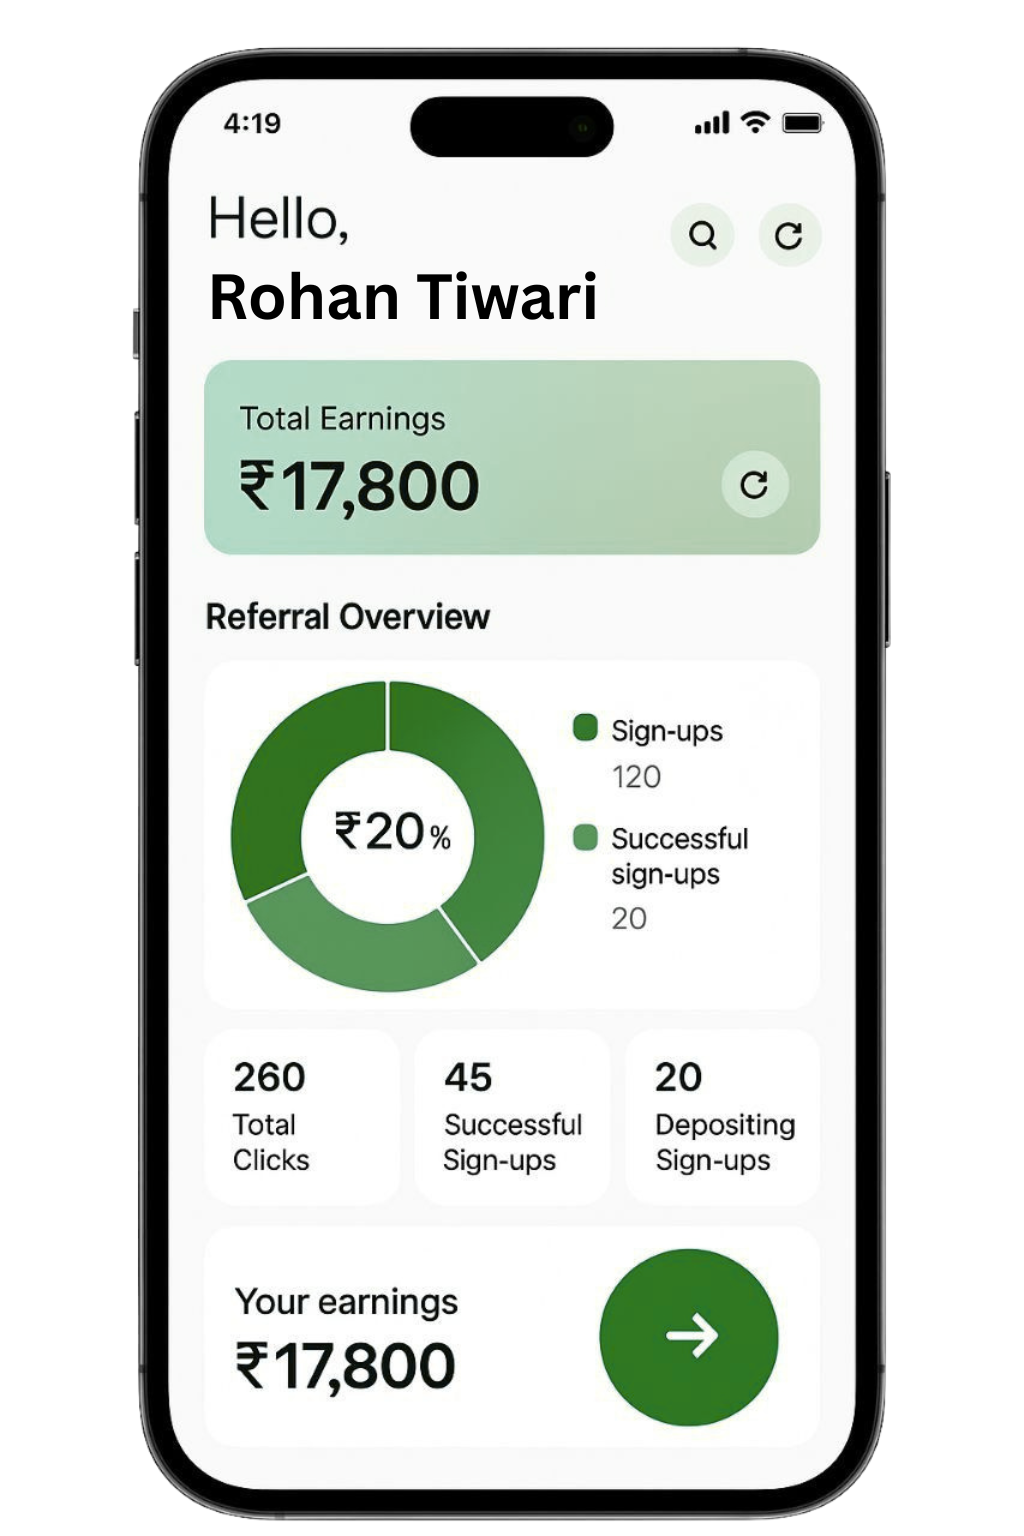 4:19
Hello,
Rohan Tiwari
Total Earnings
₹17,800
Referral Overview
₹20%
Sign-ups
120
Successful
sign-ups
20
260
Total
Clicks
45
Successful
Sign-ups
20
Depositing
Sign-ups
Your earnings
₹17,800